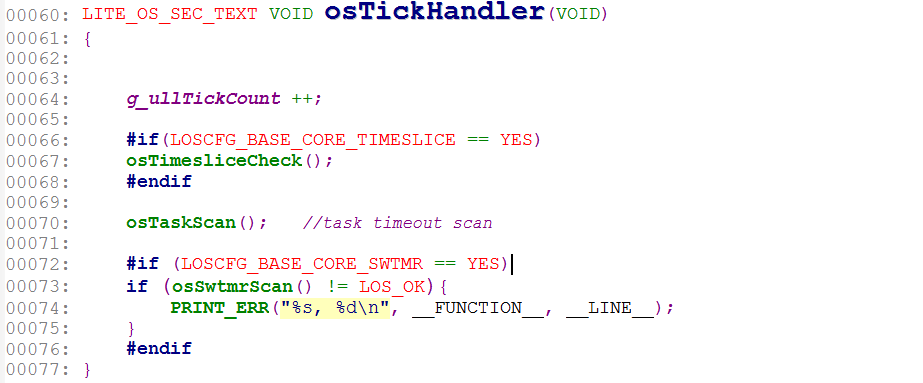 00060: LITE_OS_SEC_TEXT VOID osTickHandler(VOID)
00061: {
00062:
00063:
00064:     g_ullTickCount ++;
00065:
00066:     #if(LOSCFG_BASE_CORE_TIMESLICE == YES)
00067:     osTimesliceCheck();
00068:     #endif
00069:
00070:     osTaskScan();   //task timeout scan
00071:
00072:     #if (LOSCFG_BASE_CORE_SWTMR == YES)
00073:     if (osSwtmrScan() != LOS_OK){
00074:         PRINT_ERR("%s, %d\n", __FUNCTION__, __LINE__);
00075:     }
00076:     #endif
00077: }